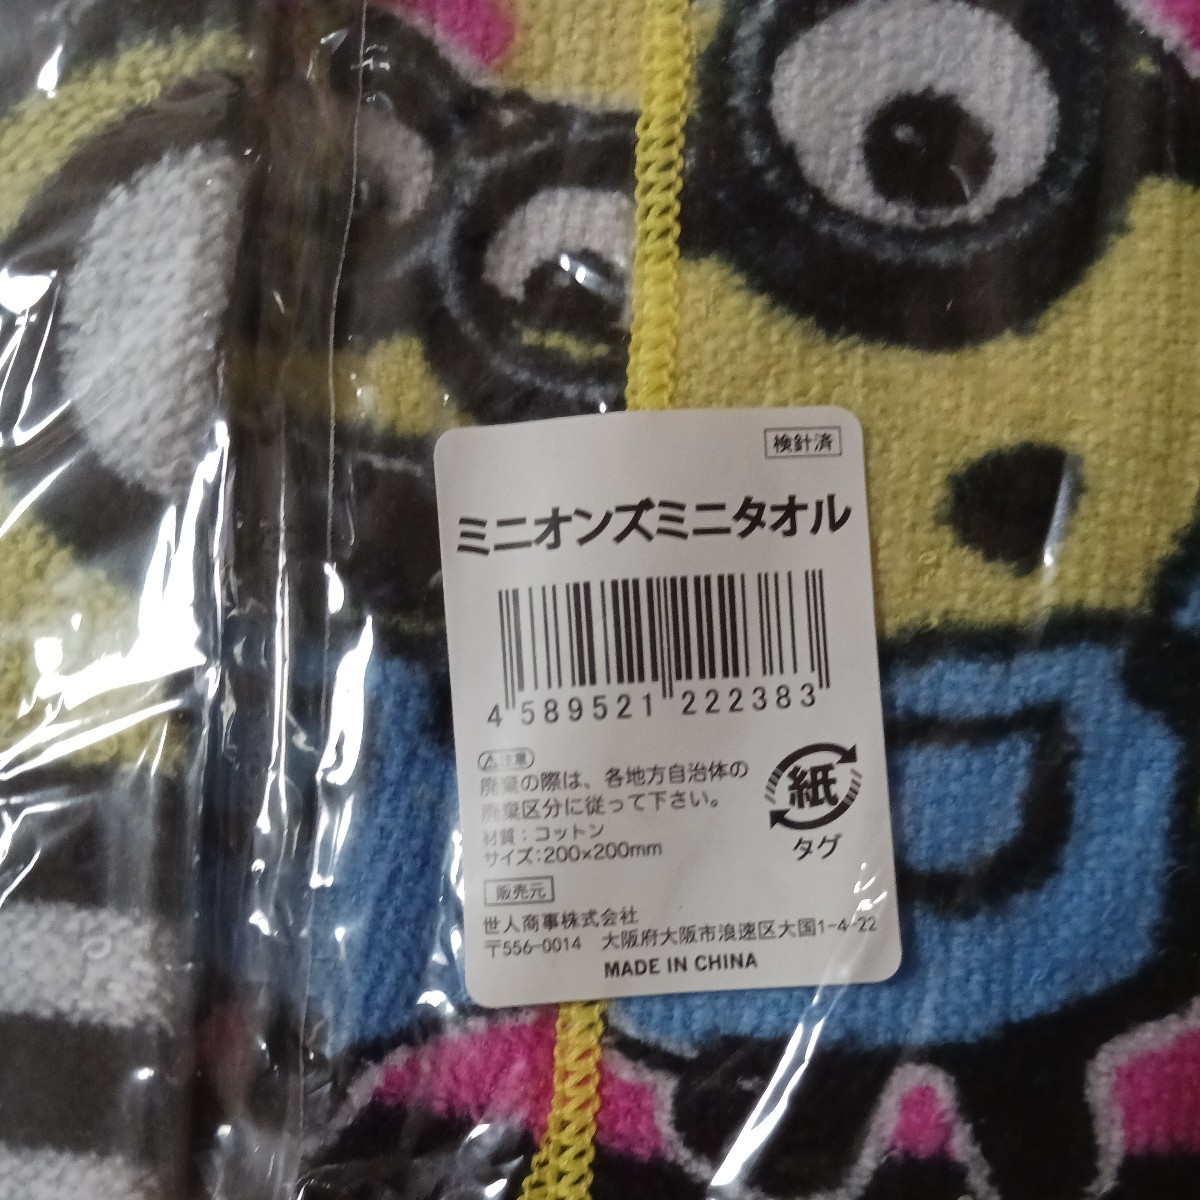 検針済
ミニオンズミニタオル
4 589521 222383
注意
廃棄の際は、各地方自治体の
廃棄区分に従って下さい。
材質：コットン
サイズ：200×200mm
紙
タグ
販売元
世人商事株式会社
〒556-0014 大阪府大阪市浪速区大国1-4-22
MADE IN CHINA